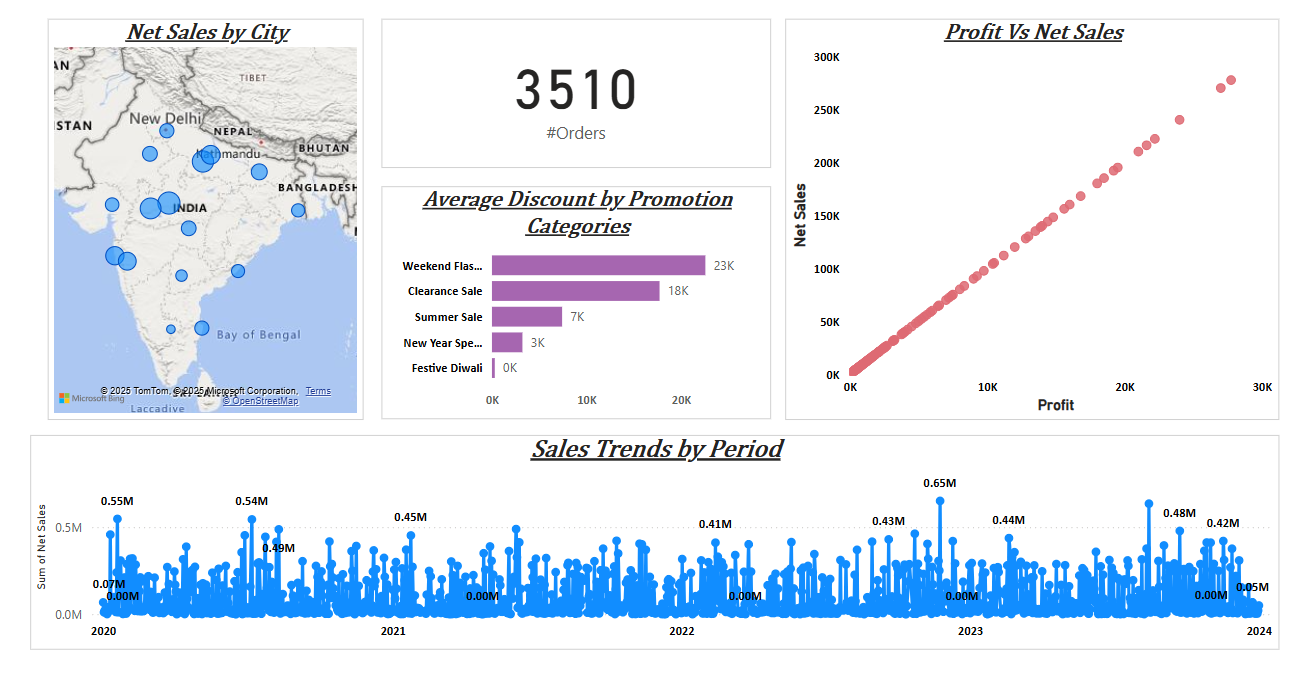 Net Sales by City
AN
TIBET
STAN
New Delhi
NEPAL
Kathmandu
BHUTAN
BANGLADESH
INDIA
Bay of Bengal
© 2025 TomTom, © 2025 Microsoft Corporation, Terms
© OpenStreetMap
Microsoft Bing
SRI LANKA
Laccadive
3510
#Orders
Average Discount by Promotion
Categories
Weekend Flas... 23K
Clearance Sale 18K
Summer Sale 7K
New Year Spe... 3K
Festive Diwali 0K
0K 10K 20K
Profit Vs Net Sales
Net Sales
300K
250K
200K
150K
100K
50K
0K
0K 10K 20K 30K
Profit
Sales Trends by Period
Sum of Net Sales
0.5M
0.0M
0.65M
0.55M 0.54M
0.45M 0.41M 0.43M 0.44M 0.48M 0.42M
0.49M
0.07M 0.05M
0.00M 0.00M 0.00M 0.00M 0.00M
2020 2021 2022 2023 2024